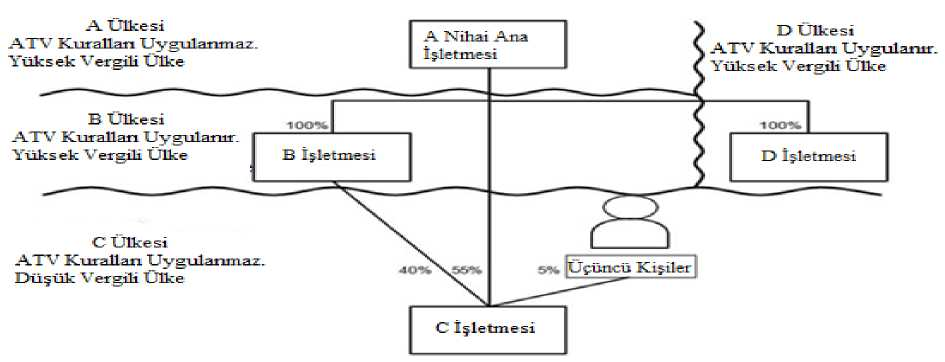 A Ülkesi
ATV Kuralları Uygulanmaz.
Yüksek Vergili Ülke
A Nihai Ana
İşletmesi
D Ülkesi
ATV Kuralları Uygulanır.
Yüksek Vergili Ülke
B Ülkesi
ATV Kuralları Uygulanır.
Yüksek Vergili Ülke
100%
B İşletmesi
100%
D İşletmesi
C Ülkesi
ATV Kuralları Uygulanmaz.
Düşük Vergili Ülke
40%
55%
5%
Üçüncü Kişiler
C İşletmesi